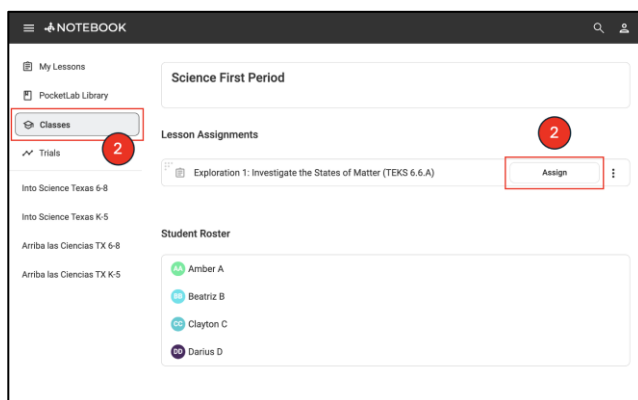 NOTEBOOK
My Lessons
PocketLab Library
Classes
2
Trials
Into Science Texas 6-8
Into Science Texas K-5
Arriba las Ciencias TX 6-8
Arriba las Ciencias TX K-5
Science First Period
Lesson Assignments
2
Exploration 1: Investigate the States of Matter (TEKS 6.6.A)
Assign
Student Roster
AA Amber A
BB Beatriz B
CC Clayton C
DD Darius D